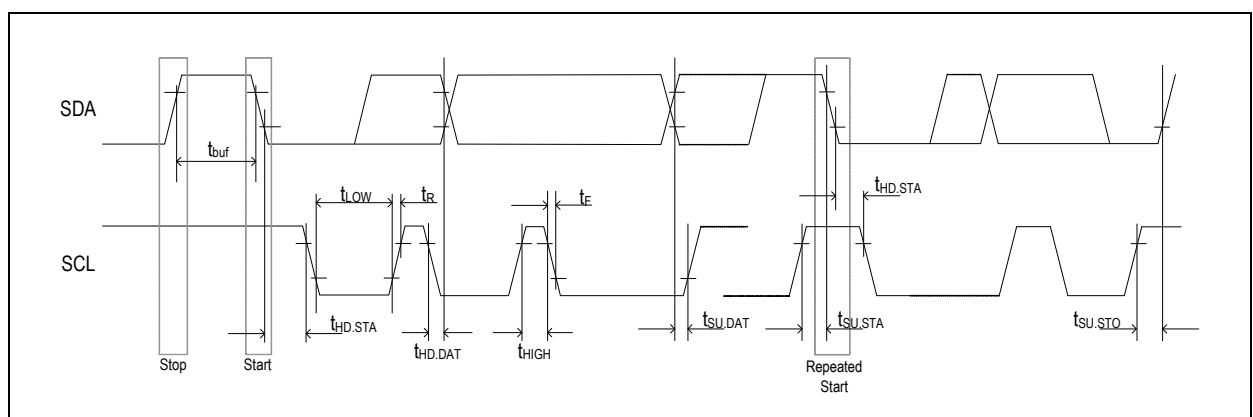 SDA
t_buf
t_LOW
t_R
t_F
t_HD.STA
SCL
t_HD.STA
t_HD.DAT
t_HIGH
t_SU.DAT
t_SU.STA
t_SU.STO
Stop
Start
Repeated
Start